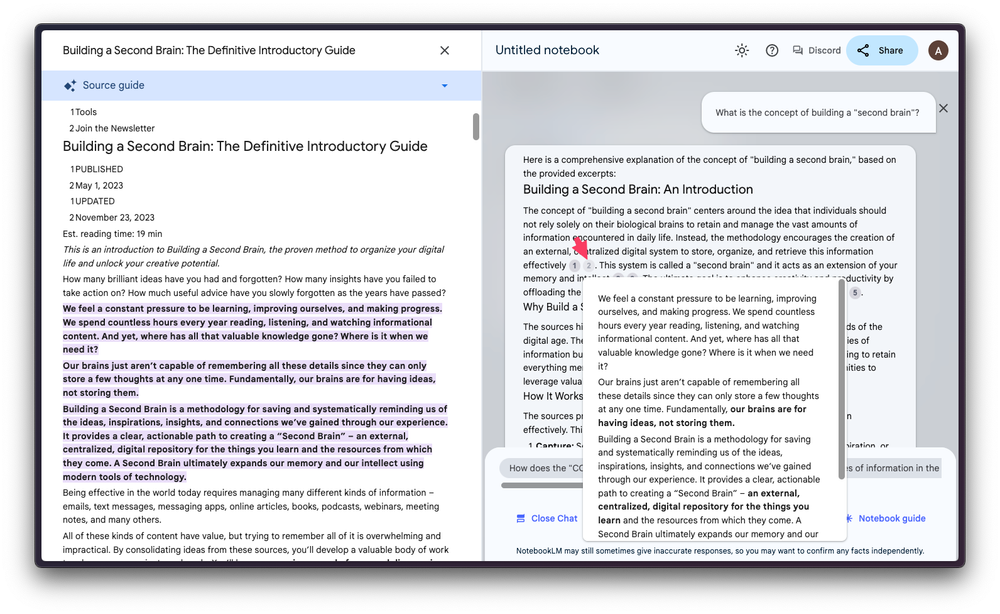 Building a Second Brain: The Definitive Introductory Guide
Source guide
1 Tools
2 Join the Newsletter
Building a Second Brain: The Definitive Introductory Guide
1 PUBLISHED
2 May 1, 2023
1 UPDATED
2 November 23, 2023
Est. reading time: 19 min
This is an introduction to Building a Second Brain, the proven method to organize your digital
life and unlock your creative potential.
How many brilliant ideas have you had and forgotten? How many insights have you failed to
take action on? How much useful advice have you slowly forgotten as the years have passed?
We feel a constant pressure to be learning, improving ourselves, and making progress.
We spend countless hours every year reading, listening, and watching informational
content. And yet, where has all that valuable knowledge gone? Where is it when we
need it?
Our brains just aren't capable of remembering all these details since they can only
store a few thoughts at any one time. Fundamentally, our brains are for having ideas,
not storing them.
Building a Second Brain is a methodology for saving and systematically reminding us of
the ideas, inspirations, insights, and connections we've gained through our experience.
It provides a clear, actionable path to creating a "Second Brain" – an external,
centralized, digital repository for the things you learn and the resources from which
they come. A Second Brain ultimately expands our memory and our intellect using
modern tools of technology.
Being effective in the world today requires managing many different kinds of information –
emails, text messages, messaging apps, online articles, books, podcasts, webinars, meeting
notes, and many others.
All of these kinds of content have value, but trying to remember all of it is overwhelming and
impractical. By consolidating ideas from these sources, you'll develop a valuable body of work
Untitled notebook
Discord
Share
A
What is the concept of building a "second brain"?
Here is a comprehensive explanation of the concept of "building a second brain," based on
the provided excerpts:
Building a Second Brain: An Introduction
The concept of "building a second brain" centers around the idea that individuals should
not rely solely on their biological brains to retain and manage the vast amounts of
information encountered in daily life. Instead, the methodology encourages the creation of
an external, centralized digital system to store, organize, and retrieve this information
effectively 1 2. This system is called a "second brain" and it acts as an extension of your
memory and
offloading the 5.
Why Build a
The sources hi ds of the
digital age. The
information bu ng to retain
everything mem nities to
leverage valua
How It Works
The sources pr
effectively:
1. Capture:
We feel a constant pressure to be learning, improving
ourselves, and making progress. We spend countless
hours every year reading, listening, and watching
informational content. And yet, where has all that
valuable knowledge gone? Where is it when we need
it?
Our brains just aren't capable of remembering all
these details since they can only store a few thoughts
at any one time. Fundamentally, our brains are for
having ideas, not storing them.
Building a Second Brain is a methodology for saving
and systematically reminding us of the ideas,
inspirations, insights, and connections we've gained
through our experience. It provides a clear, actionable
path to creating a "Second Brain" – an external,
centralized, digital repository for the things you
learn and the resources from which they come. A
Second Brain ultimately expands our memory and our
How does the "CO es of information in the
Close Chat
Notebook guide
NotebookLM may still sometimes give inaccurate responses, so you may want to confirm any facts independently.